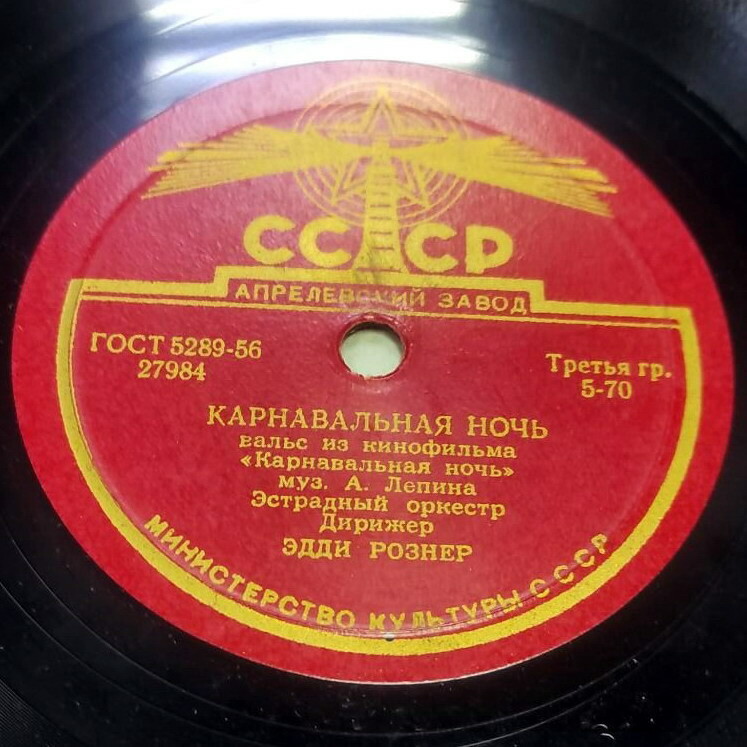 СССР
АПРЕЛЕВСКИЙ ЗАВОД
ГОСТ 5289-56
27984
Третья гр.
5-70
КАРНАВАЛЬНАЯ НОЧЬ
вальс из кинофильма
«Карнавальная ночь»
муз. А. Лепина
Эстрадный оркестр
Дирижер
ЭДДИ РОЗНЕР
МИНИСТЕРСТВО КУЛЬТУРЫ СССР